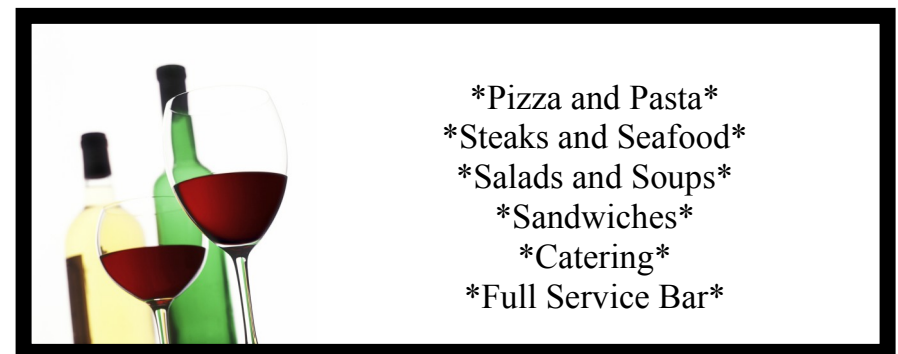 *Pizza and Pasta*
*Steaks and Seafood*
*Salads and Soups*
*Sandwiches*
*Catering*
*Full Service Bar*